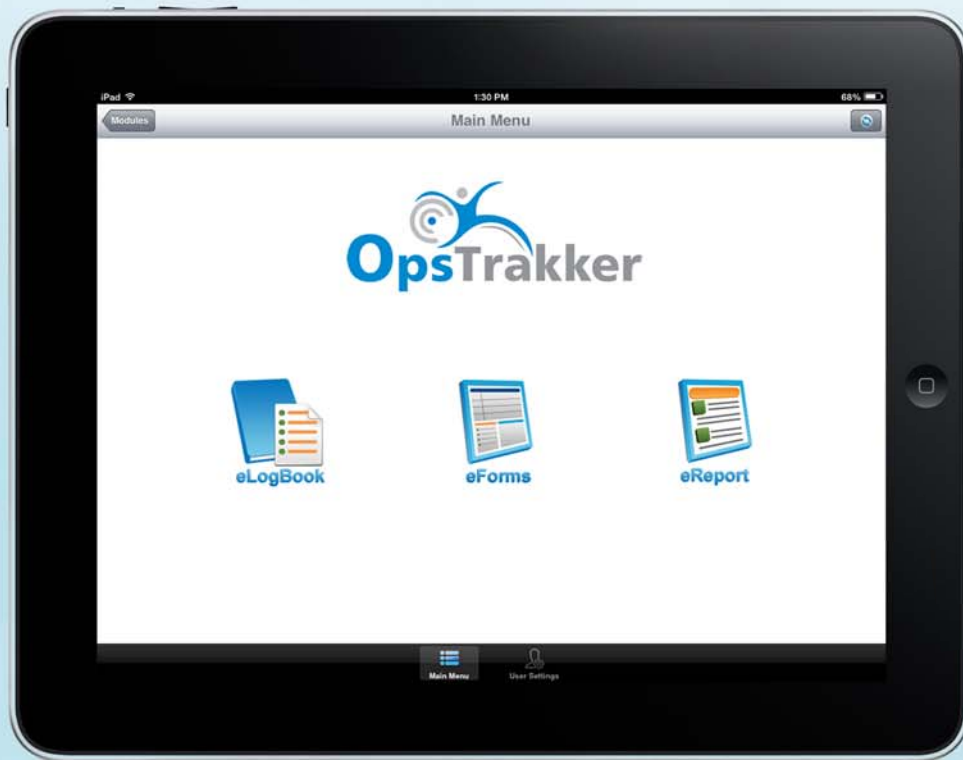 iPad 1:30 PM 68%
Modules Main Menu
OpsTrakker
eLogBook eForms eReport
Main Menu User Settings